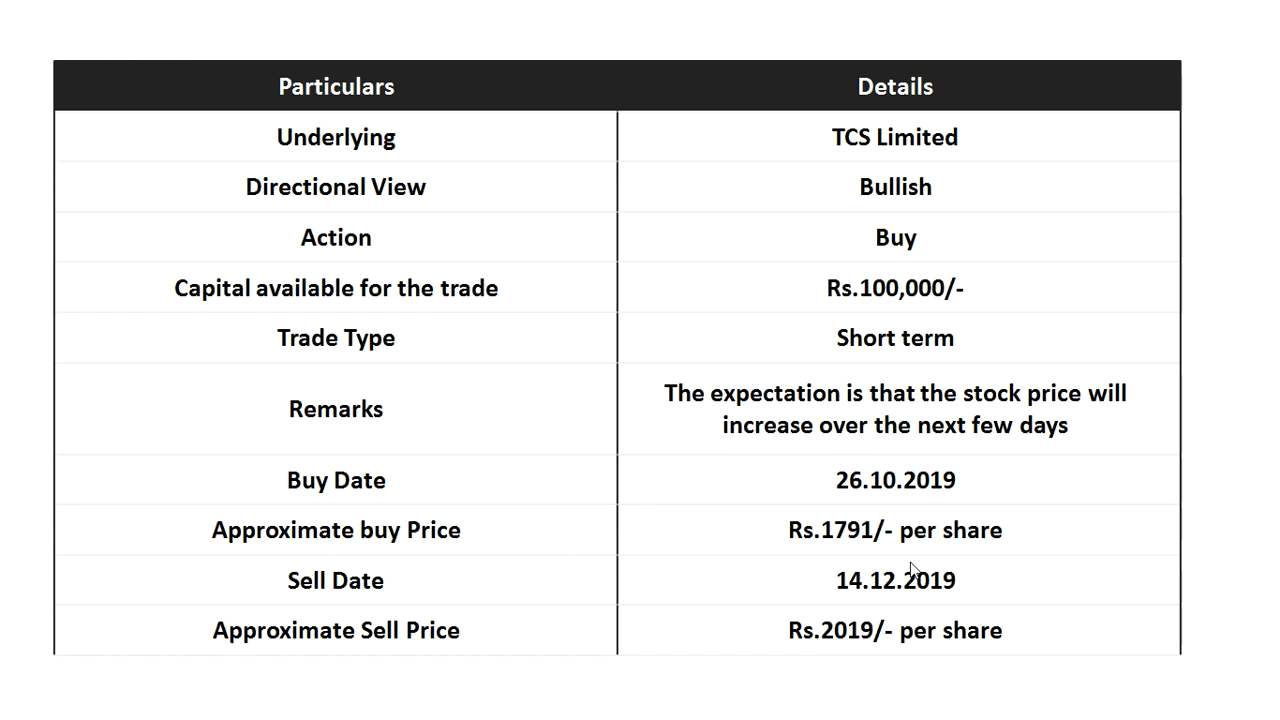 Particulars Details
Underlying TCS Limited
Directional View Bullish
Action Buy
Capital available for the trade Rs.100,000/-
Trade Type Short term
Remarks The expectation is that the stock price will
increase over the next few days
Buy Date 26.10.2019
Approximate buy Price Rs.1791/- per share
Sell Date 14.12.2019
Approximate Sell Price Rs.2019/- per share